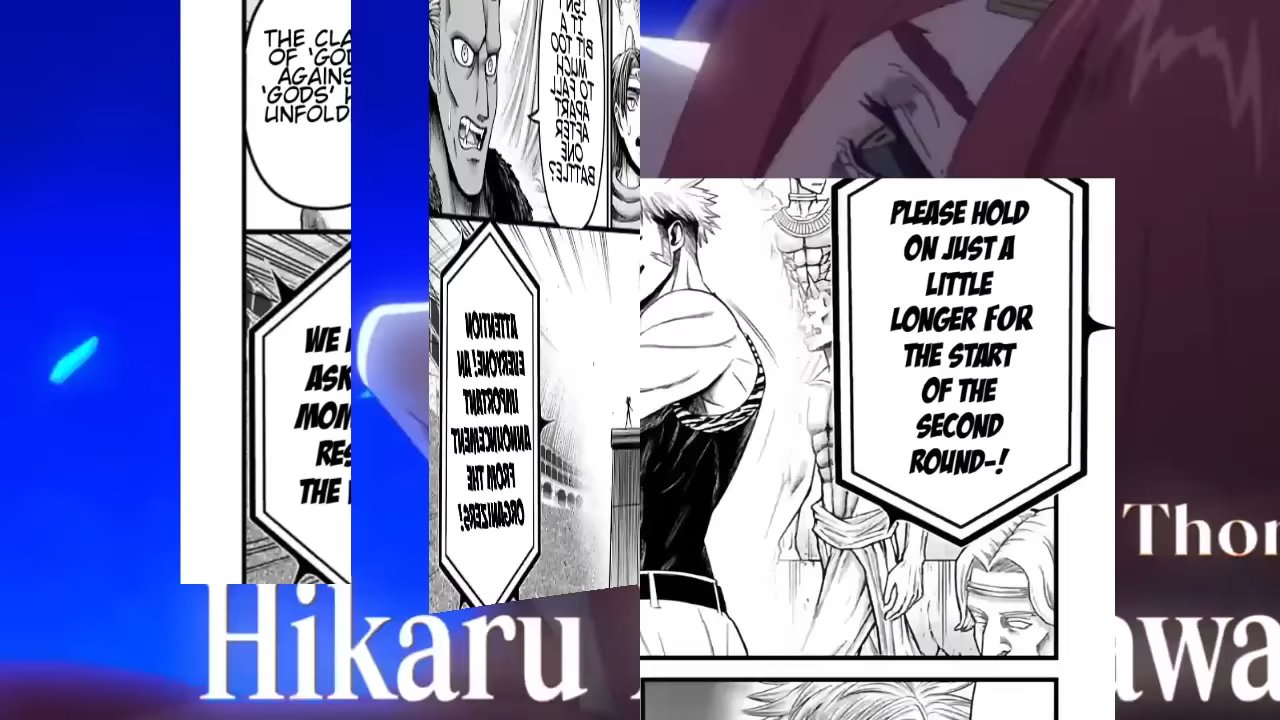 THE CLA
OF 'GOD
AGAINS
'GODS'
UNFOLD
WE
ASK
MOM
RES
THE
ISN'T
IT A
BIT TOO
MUCH
TO FALL
APART
AFTER
ONE
BATTLE?
ATTENTION
EVERYONE! AN
IMPORTANT
ANNOUNCEMENT
FROM THE
ORGANIZERS!
PLEASE HOLD
ON JUST A
LITTLE
LONGER FOR
THE START
OF THE
SECOND
ROUND-!
Thor
Hikaru
awa